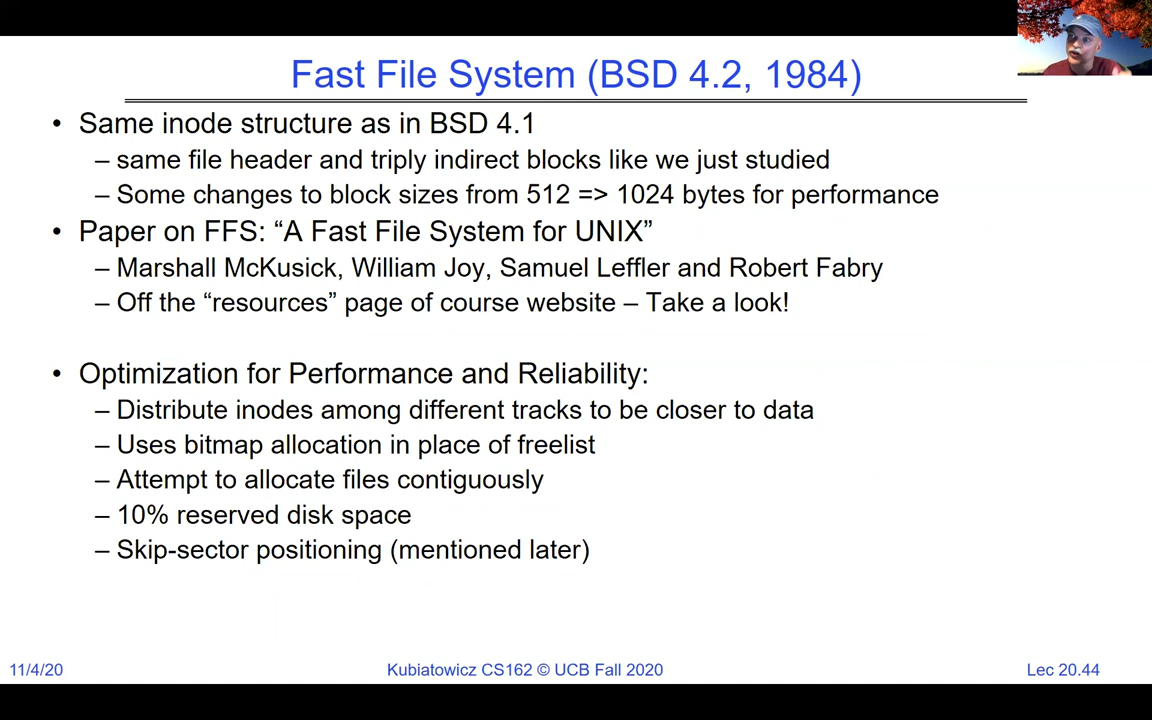 Fast File System (BSD 4.2, 1984)
• Same inode structure as in BSD 4.1
– same file header and triply indirect blocks like we just studied
– Some changes to block sizes from 512 => 1024 bytes for performance
• Paper on FFS: “A Fast File System for UNIX”
– Marshall McKusick, William Joy, Samuel Leffler and Robert Fabry
– Off the “resources” page of course website – Take a look!
• Optimization for Performance and Reliability:
– Distribute inodes among different tracks to be closer to data
– Uses bitmap allocation in place of freelist
– Attempt to allocate files contiguously
– 10% reserved disk space
– Skip-sector positioning (mentioned later)
11/4/20
Kubiatowicz CS162 © UCB Fall 2020
Lec 20.44